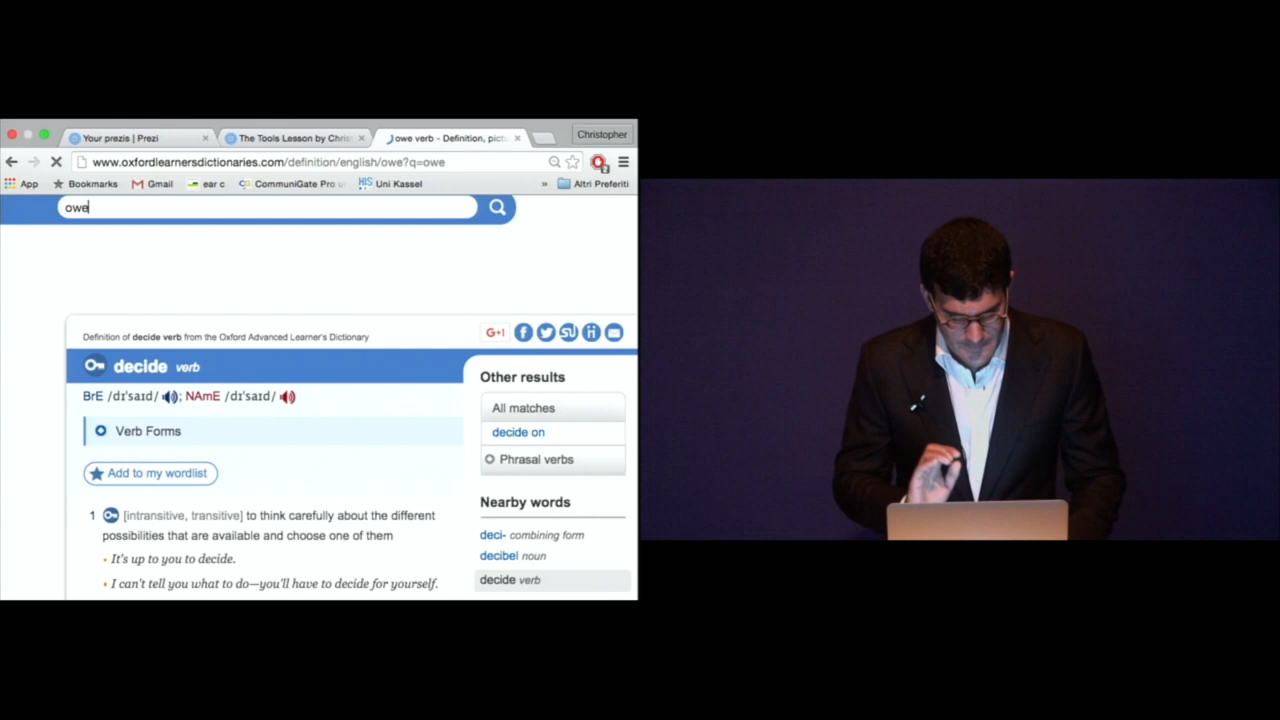 Your prezis | Prezi
The Tools Lesson by Chris
owe verb - Definition, pictu
Christopher
www.oxfordlearnersdictionaries.com/definition/english/owe?q=owe
App Bookmarks Gmail ear c CommuniGate Pro HIS Uni Kassel » Altri Preferiti
owe
Definition of decide verb from the Oxford Advanced Learner's Dictionary
G+1
decide verb
BrE /dɪˈsaɪd/ ; NAmE /dɪˈsaɪd/
Verb Forms
Add to my wordlist
1 [intransitive, transitive] to think carefully about the different
possibilities that are available and choose one of them
• It's up to you to decide.
• I can't tell you what to do—you'll have to decide for yourself.
Other results
All matches
decide on
Phrasal verbs
Nearby words
deci- combining form
decibel noun
decide verb